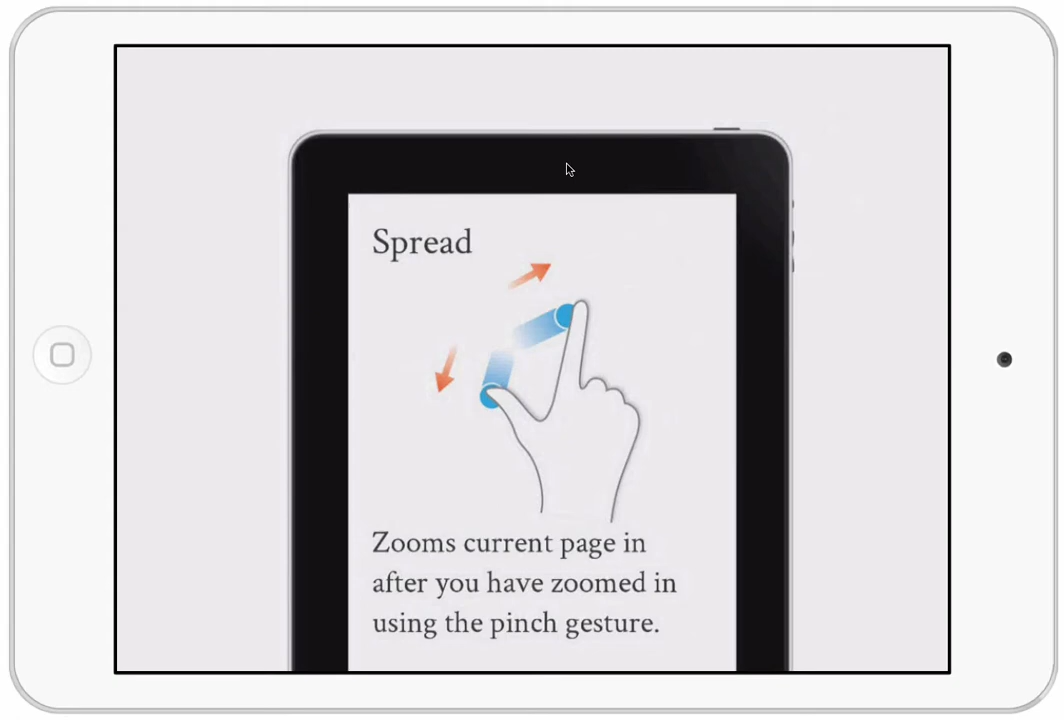 Spread
Zooms current page in
after you have zoomed in
using the pinch gesture.